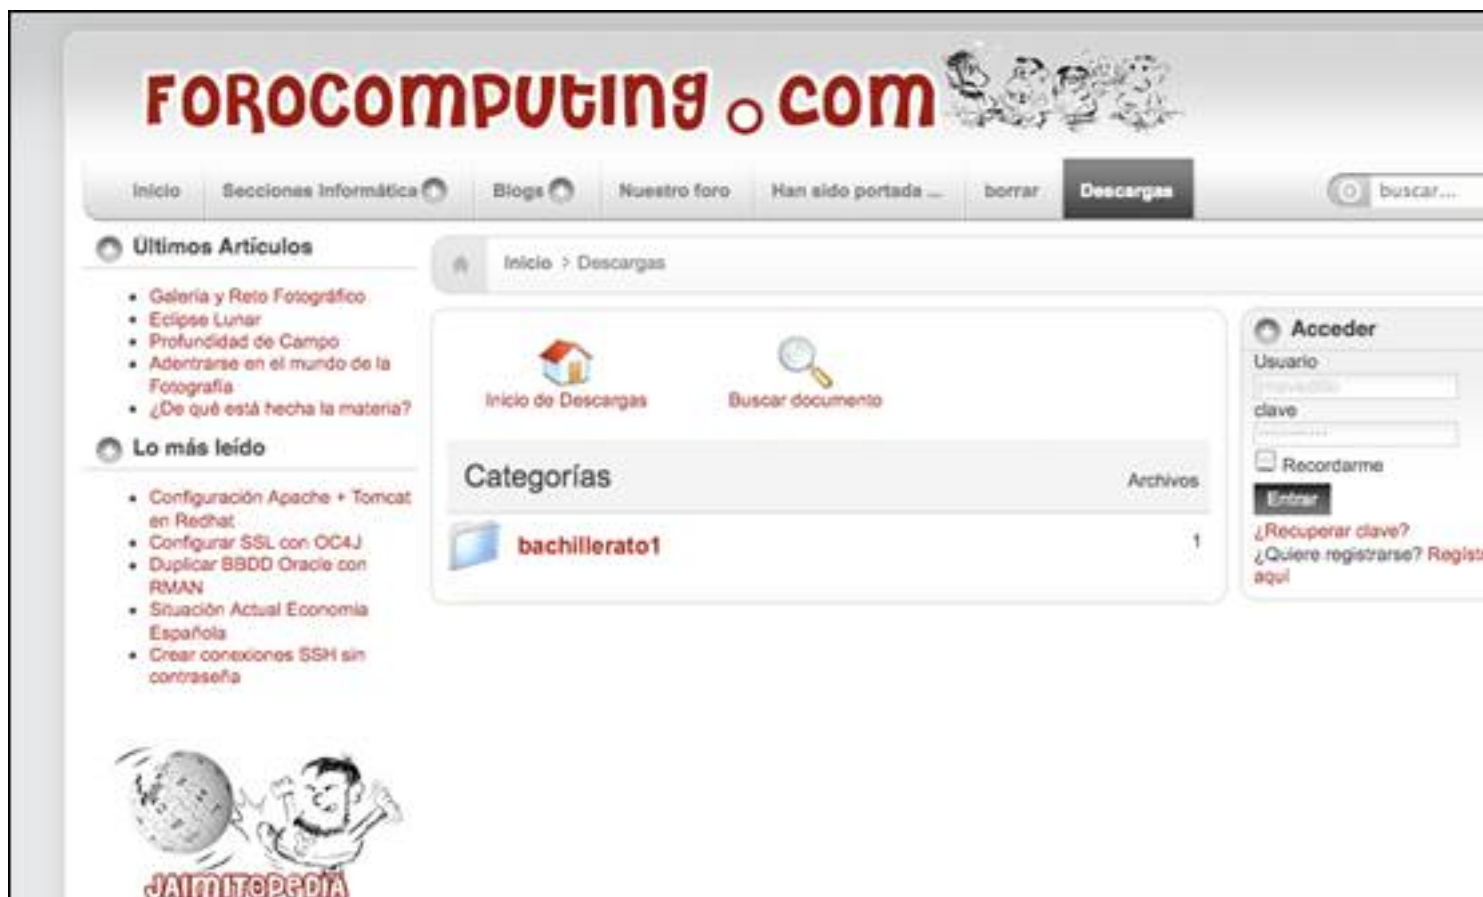 FOROCOMPUTING.COM
Inicio
Secciones Informática
Blogs
Nuestro foro
Han sido portada ...
borrar
Descargas
buscar...
Últimos Artículos
Galería y Reto Fotográfico
Eclipse Lunar
Profundidad de Campo
Adentrarse en el mundo de la
Fotografía
¿De qué está hecha la materia?
Lo más leído
Configuración Apache + Tomcat
en Redhat
Configurar SSL con OC4J
Duplicar BBDD Oracle con
RMAN
Situación Actual Economía
Española
Crear conexiones SSH sin
contraseña
JAIMITOPEDIA
Inicio > Descargas
Inicio de Descargas
Buscar documento
Categorías
Archivos
bachillerato1
1
Acceder
Usuario
clave
Recordarme
Entrar
¿Recuperar clave?
¿Quiere registrarse? Regístr
aquí